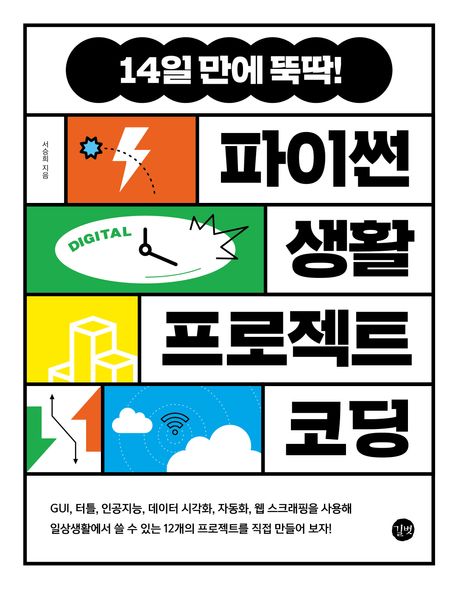 14일 만에 뚝딱!
서승희 지음
파이썬
DIGITAL
생활
프로젝트
코딩
GUI, 터틀, 인공지능, 데이터 시각화, 자동화, 웹 스크래핑을 사용해
일상생활에서 쓸 수 있는 12개의 프로젝트를 직접 만들어 보자!
길벗